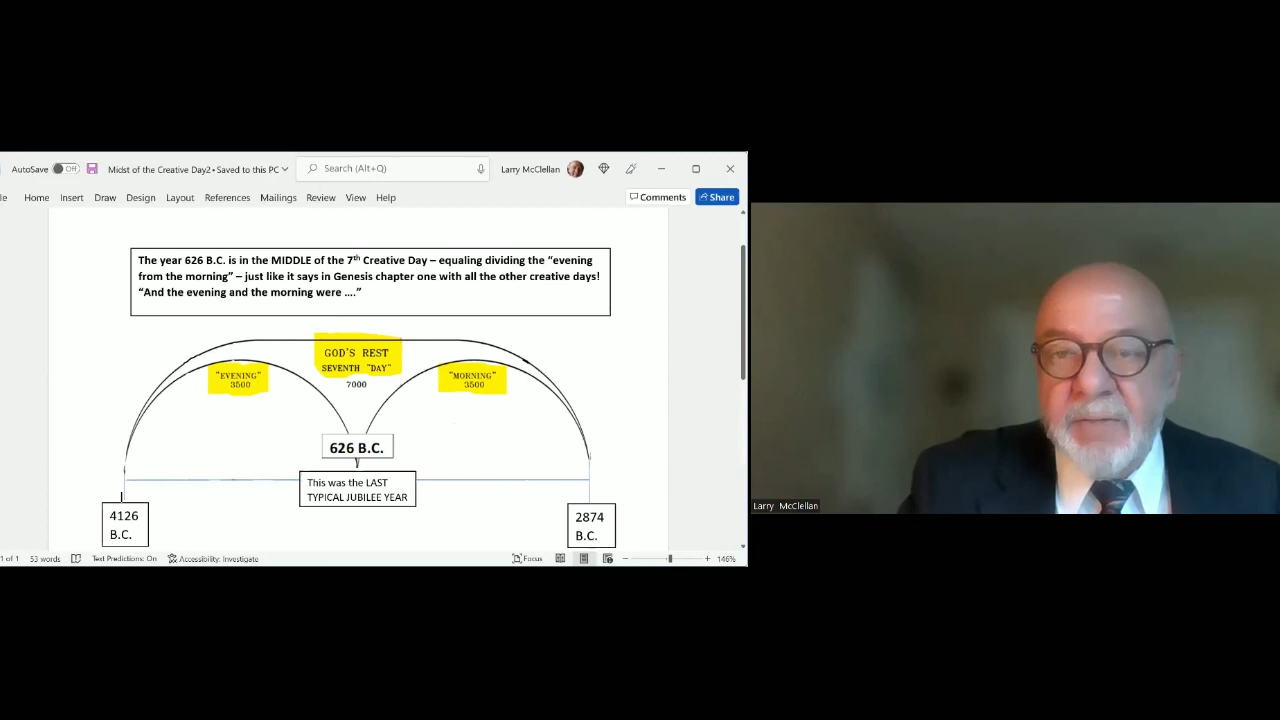 AutoSave Off Midst of the Creative Day2 • Saved to this PC Search (Alt+Q) Larry McClellan
Home Insert Draw Design Layout References Mailings Review View Help Comments Share
The year 626 B.C. is in the MIDDLE of the 7th Creative Day – equaling dividing the “evening
from the morning” – just like it says in Genesis chapter one with all the other creative days!
“And the evening and the morning were ....”
GOD'S REST
SEVENTH "DAY"
7000
"EVENING"
3500
"MORNING"
3500
626 B.C.
This was the LAST
TYPICAL JUBILEE YEAR
4126
B.C.
2874
B.C.
1 of 1 53 words Text Predictions: On Accessibility: Investigate Focus 146%
Larry McClellan